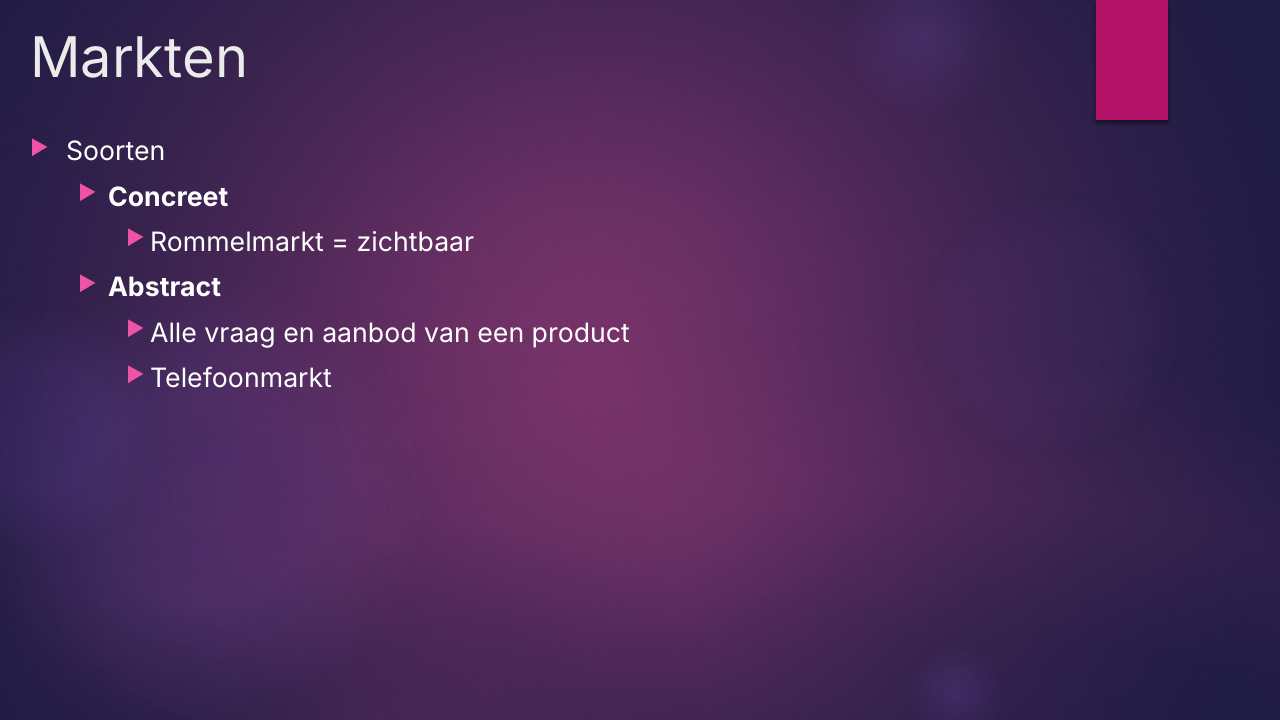 Markten
Soorten
Concreet
Rommelmarkt = zichtbaar
Abstract
Alle vraag en aanbod van een product
Telefoonmarkt